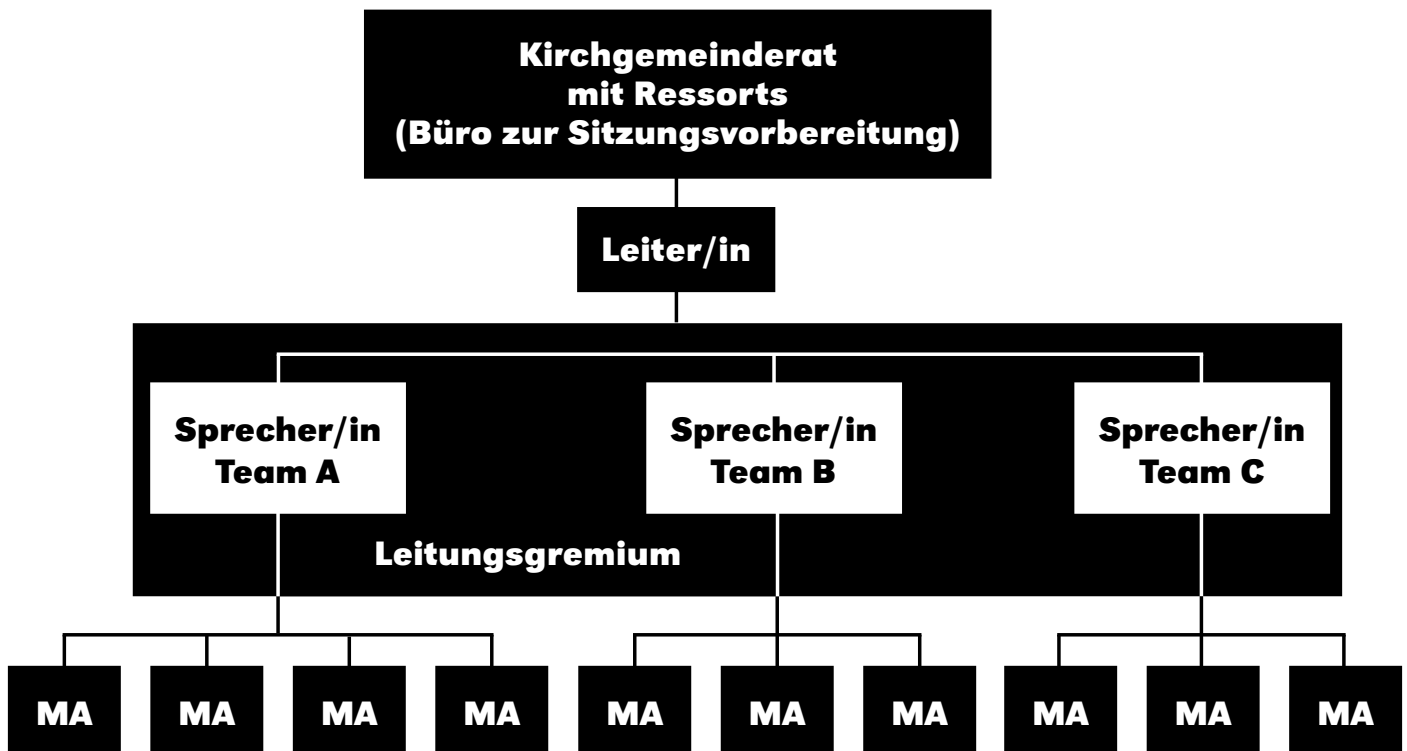 Kirchgemeinderat
mit Ressorts
(Büro zur Sitzungsvorbereitung)
Leiter/in
Sprecher/in
Team A
Sprecher/in
Team B
Sprecher/in
Team C
Leitungsgremium
MA
MA
MA
MA
MA
MA
MA
MA
MA
MA